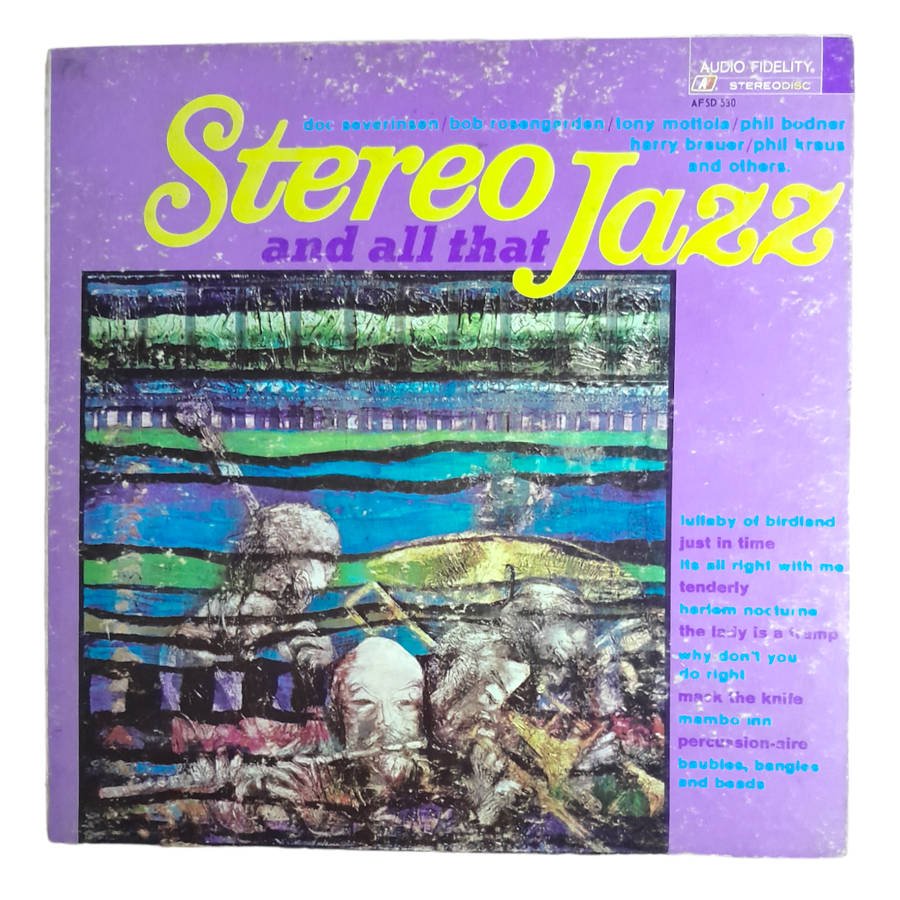 AUDIO FIDELITY®
STEREODISC
AFSD 590
doc severinsen/bob rosengarden/tony mottola/phil bodner
harry breuer/phil kraus
and others.
Stereo Jazz
and all that
lullaby of birdland
just in time
its all right with me
tenderly
harlem nocturne
the lady is a tramp
why don't you
do right
mack the knife
mambo inn
percussion-aire
baubles, bangles
and beads